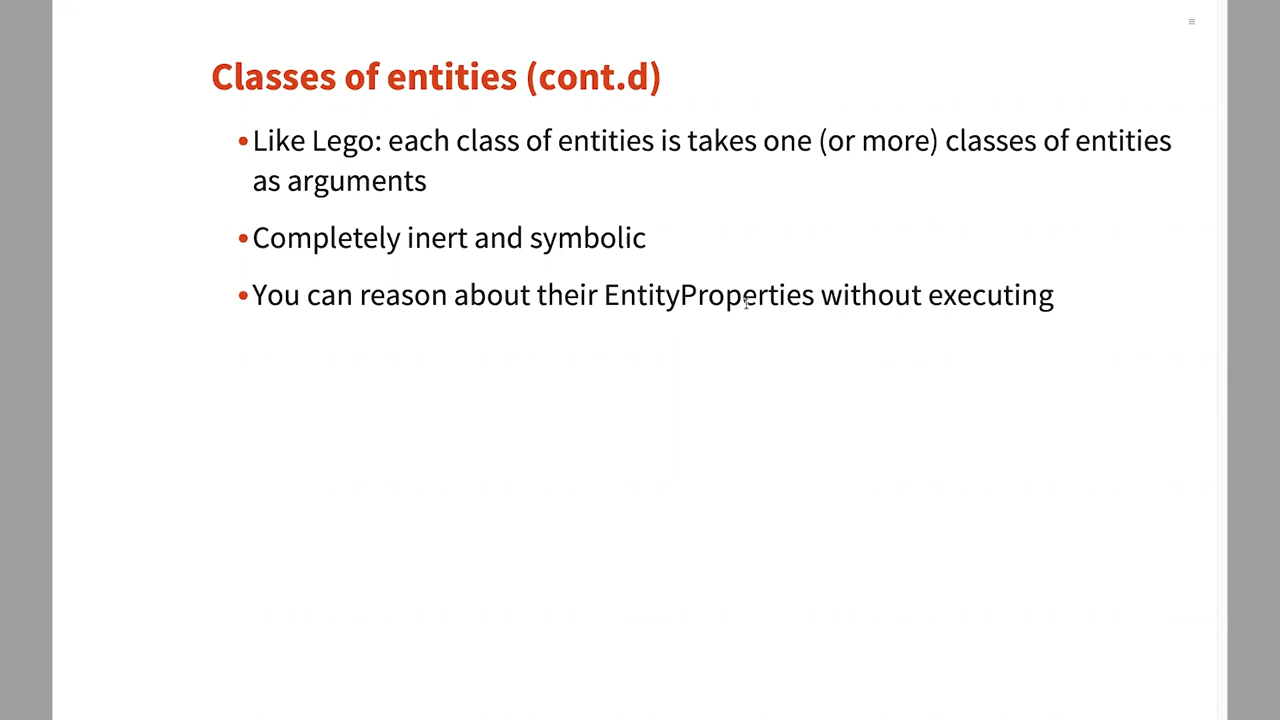 Classes of entities (cont.d)
•Like Lego: each class of entities is takes one (or more) classes of entities
as arguments
•Completely inert and symbolic
•You can reason about their EntityProperties without executing